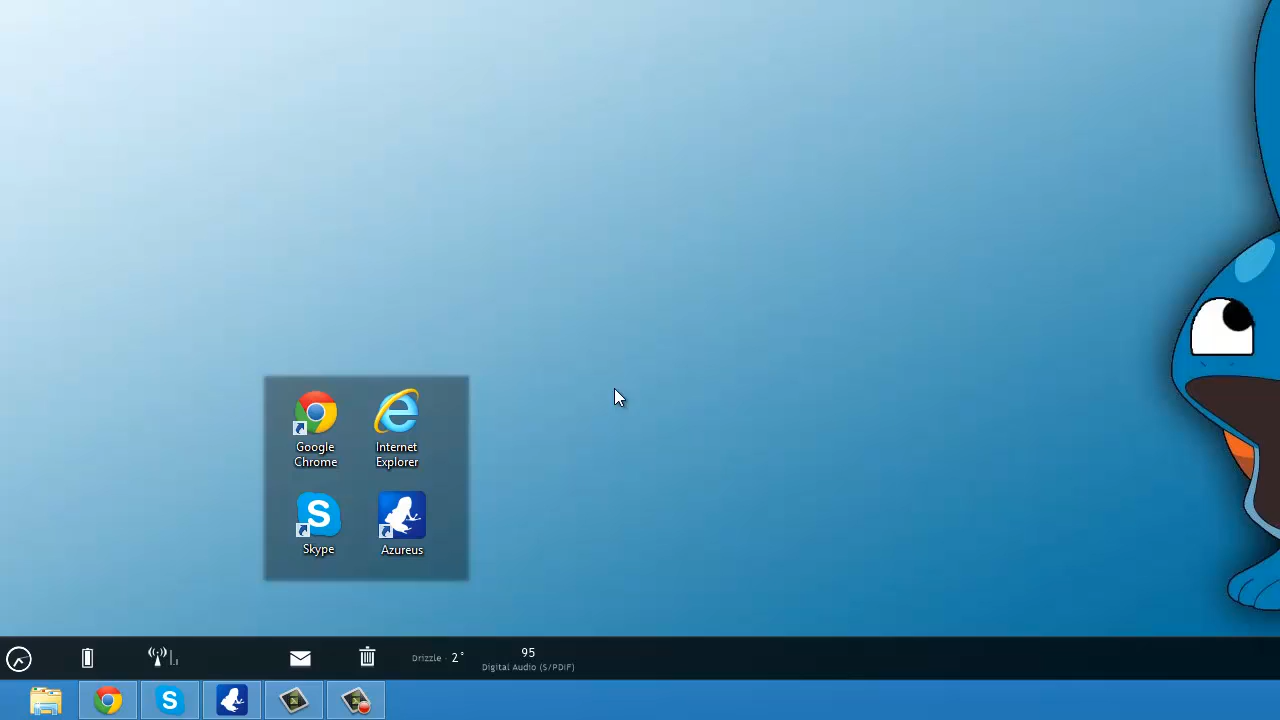 Google
Chrome
Internet
Explorer
Skype
Azureus
Drizzle · 2°
95
Digital Audio (S/PDIF)